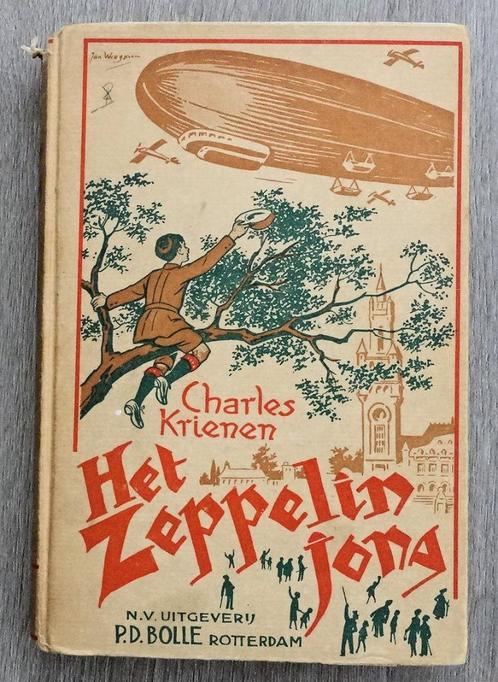 Jan Wiegman
Charles
Krienen
Het
Zeppelin
jong
N.V. UITGEVERIJ
P.D. BOLLE ROTTERDAM